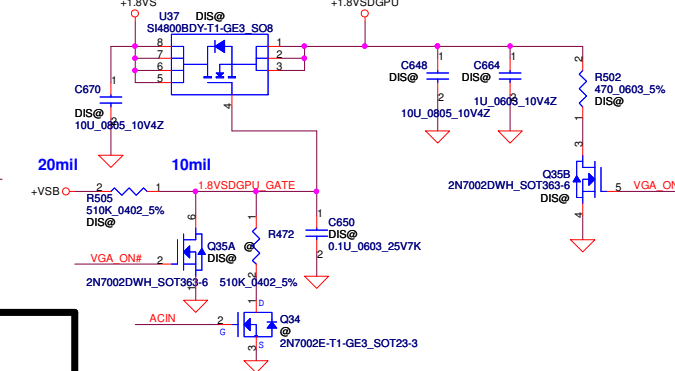 +1.8VS
+1.8VSDGPU
U37 DIS@
SI4800BDY-T1-GE3_SO8
8
7
6
5
1
2
3
4
C670
1
2
DIS@
10U_0805_10V4Z
C648
DIS@
1
2
10U_0805_10V4Z
C664
DIS@
1
2
1U_0603_10V4Z
2
R502
470_0603_5%
DIS@
1
3
Q35B
2N7002DWH_SOT363-6
DIS@
5
VGA_ON
4
20mil
10mil
+VSB
2
1
R505
510K_0402_5%
DIS@
1.8VSDGPU_GATE
6
Q35A
DIS@
VGA_ON#
2
2N7002DWH_SOT363-6
1
1
R472
@
2
510K_0402_5%
1
C650
DIS@
0.1U_0603_25V7K
2
1
D
Q34
@
ACIN
2
G
2N7002E-T1-GE3_SOT23-3
3
S